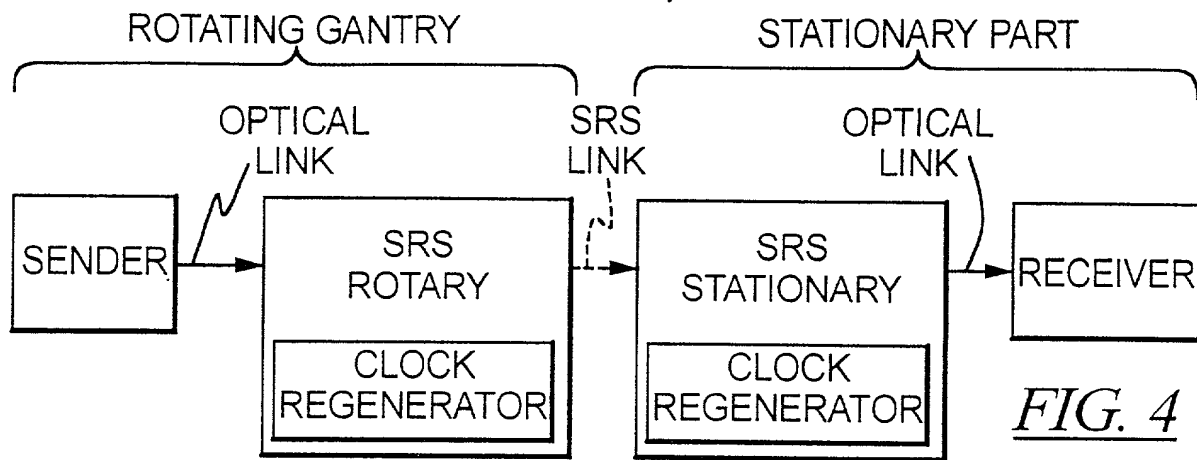 ROTATING GANTRY
STATIONARY PART
OPTICAL
LINK
SRS
LINK
OPTICAL
LINK
SENDER
SRS
ROTARY
CLOCK
REGENERATOR
SRS
STATIONARY
CLOCK
REGENERATOR
RECEIVER
FIG. 4